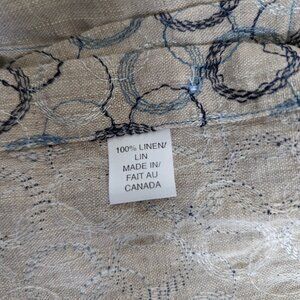 100% LINEN/
LIN
MADE IN/
FAIT AU
CANADA